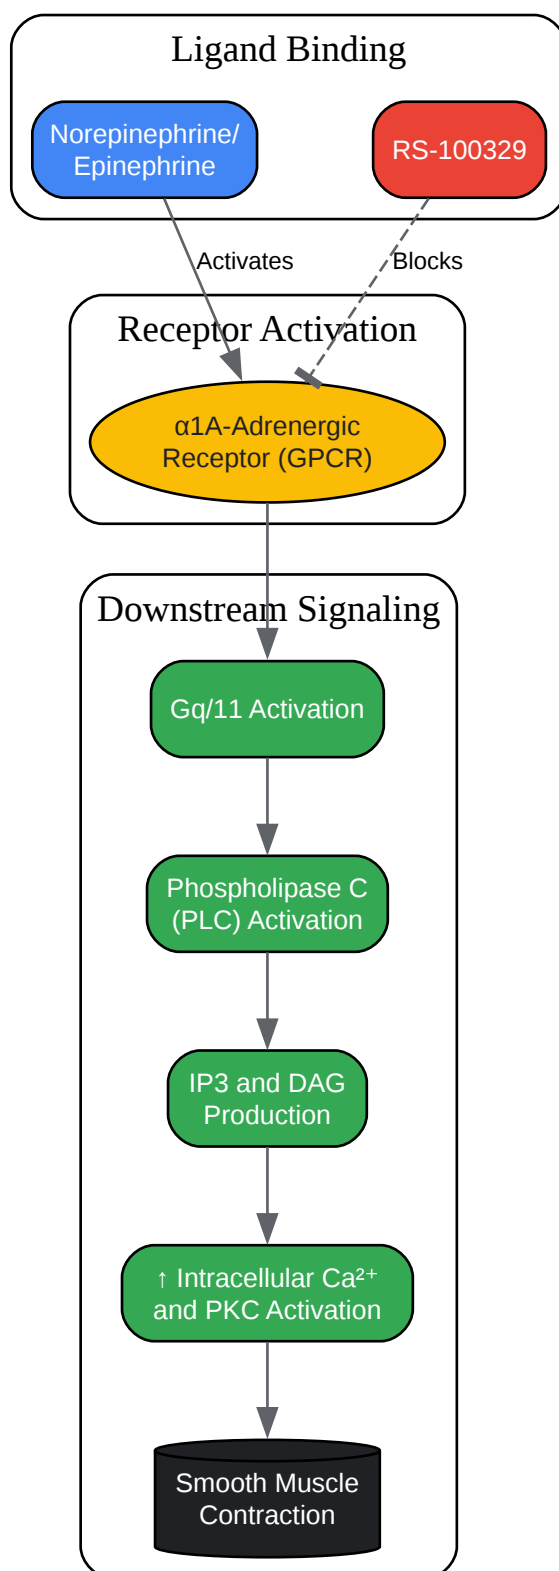 Ligand Binding
Norepinephrine/
Epinephrine
RS-100329
Activates
Blocks
Receptor Activation
α1A-Adrenergic
Receptor (GPCR)
Downstream Signaling
Gq/11 Activation
Phospholipase C
(PLC) Activation
IP3 and DAG
Production
↑ Intracellular Ca²⁺
and PKC Activation
Smooth Muscle
Contraction